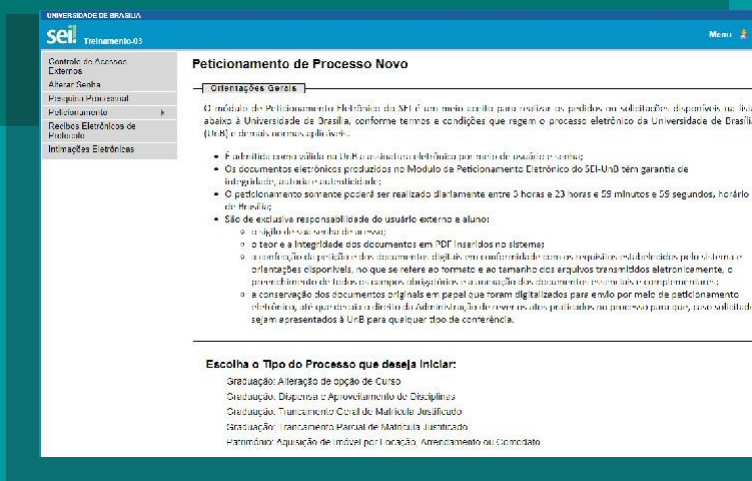 UNIVERSIDADE DE BRASÍLIA
sei! Treinamento-03
Menu
Controle de Acessos
Externos
Alterar Senha
Pesquisa Processual
Peticionamento
Recibos Eletrônicos de
Protocolo
Intimações Eletrônicas
Peticionamento de Processo Novo
Orientações Gerais
O módulo de Peticionamento Eletrônico do SEI é um meio aceito para realizar os pedidos ou solicitações disponíveis na lista
abaixo à Universidade de Brasília, conforme termos e condições que regem o processo eletrônico da Universidade de Brasília
(UnB) e demais normas aplicáveis.
É admitida como válida na UnB a assinatura eletrônica por meio de usuário e senha;
Os documentos eletrônicos produzidos no Modulo de Peticionamento Eletrônico do SEI-UnB têm garantia de
integridade, autoria e autenticidade;
O peticionamento somente poderá ser realizado diariamente entre 5 horas e 23 horas e 59 minutos e 59 segundos, horário
de Brasília;
São de exclusiva responsabilidade do usuário externo e aluno:
o sigilo de sua senha de acesso;
o teor e a integridade dos documentos em PDF inseridos no sistema;
a confecção da petição e dos documentos digitais em conformidade com os requisitos estabelecidos pelo sistema e
orientações disponíveis, no que se refere ao formato e ao tamanho dos arquivos transmitidos eletronicamente, o
preenchimento de todos os campos obrigatórios e a anexação dos documentos essenciais e complementares;
a conservação dos documentos originais em papel que foram digitalizados para envio por meio de peticionamento
eletrônico, até que decaia o direito da Administração de rever os atos praticados no processo para que, caso solicitado
sejam apresentados à UnB para qualquer tipo de conferência.
Escolha o Tipo do Processo que deseja Iniciar:
Graduação: Alteração de opção de Curso
Graduação: Dispensa e Aproveitamento de Disciplinas
Graduação: Trancamento Geral de Matrícula Justificado
Graduação: Trancamento Parcial de Matrícula Justificado
Patrimônio: Aquisição de Imóvel por Locação, Arrendamento ou Comodato